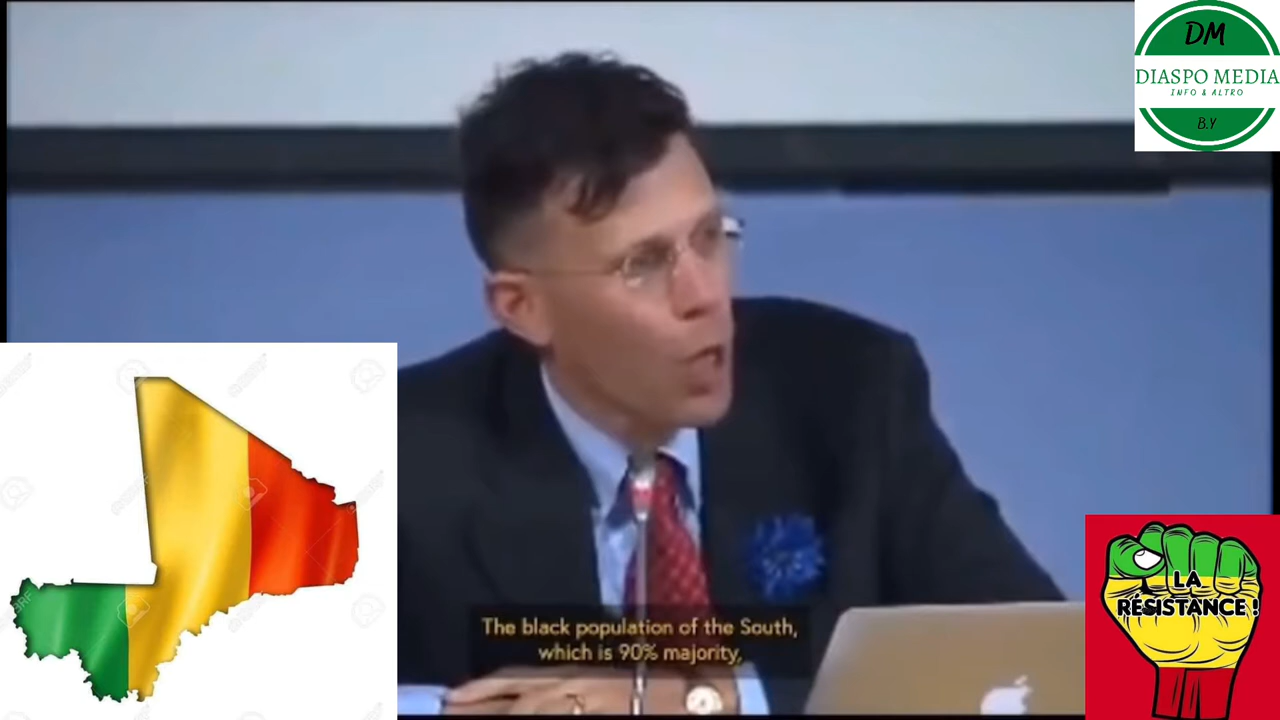 DM
DIASPO MEDIA
INFO & ALTRO
B.Y
LA
RÉSISTANCE !
The black population of the South,
which is 90% majority,